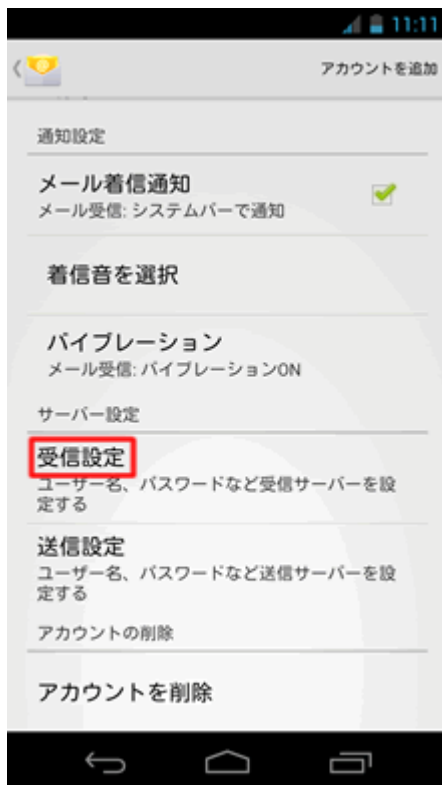 11:11
アカウントを追加
通知設定
メール着信通知
メール受信: システムバーで通知
着信音を選択
バイブレーション
メール受信: バイブレーションON
サーバー設定
受信設定
ユーザー名、パスワードなど受信サーバーを設
定する
送信設定
ユーザー名、パスワードなど送信サーバーを設
定する
アカウントの削除
アカウントを削除